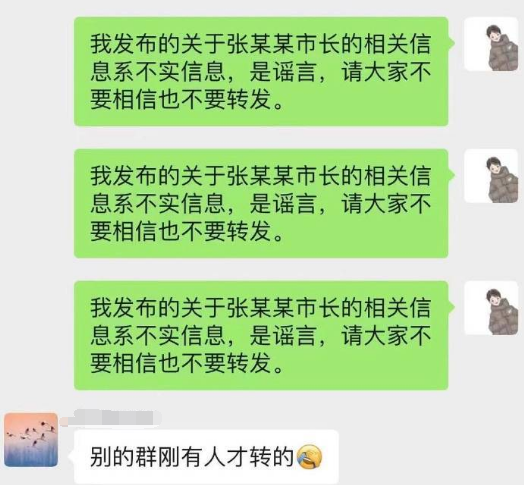 我发布的关于张某某市长的相关信
息系不实信息，是谣言，请大家不
要相信也不要转发。
我发布的关于张某某市长的相关信
息系不实信息，是谣言，请大家不
要相信也不要转发。
我发布的关于张某某市长的相关信
息系不实信息，是谣言，请大家不
要相信也不要转发。
别的群刚有人才转的🤣